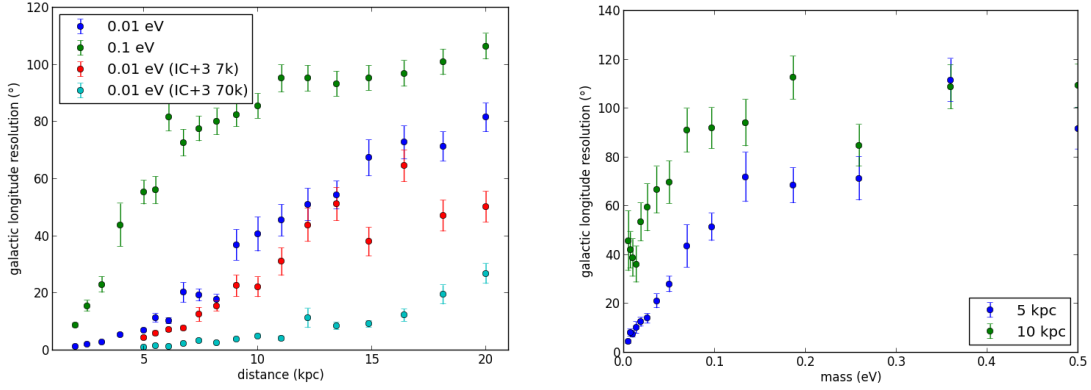 120
100
80
60
40
20
0
galactic longitude resolution (°)
0.01 eV
0.1 eV
0.01 eV (IC+3 7k)
0.01 eV (IC+3 70k)
5
10
15
20
distance (kpc)
140
120
100
80
60
40
20
0
galactic longitude resolution (°)
5 kpc
10 kpc
0.0
0.1
0.2
0.3
0.4
0.5
mass (eV)